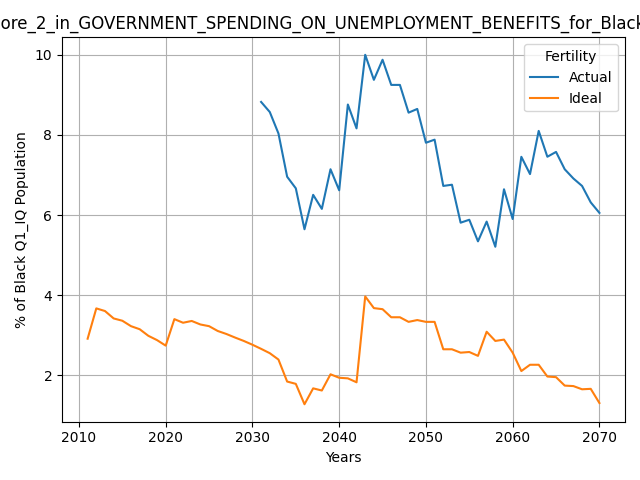 ore_2_in_GOVERNMENT_SPENDING_ON_UNEMPLOYMENT_BENEFITS_for_Black
Fertility
Actual
Ideal
% of Black Q1_IQ Population
10
8
6
4
2
2010 2020 2030 2040 2050 2060 2070
Years